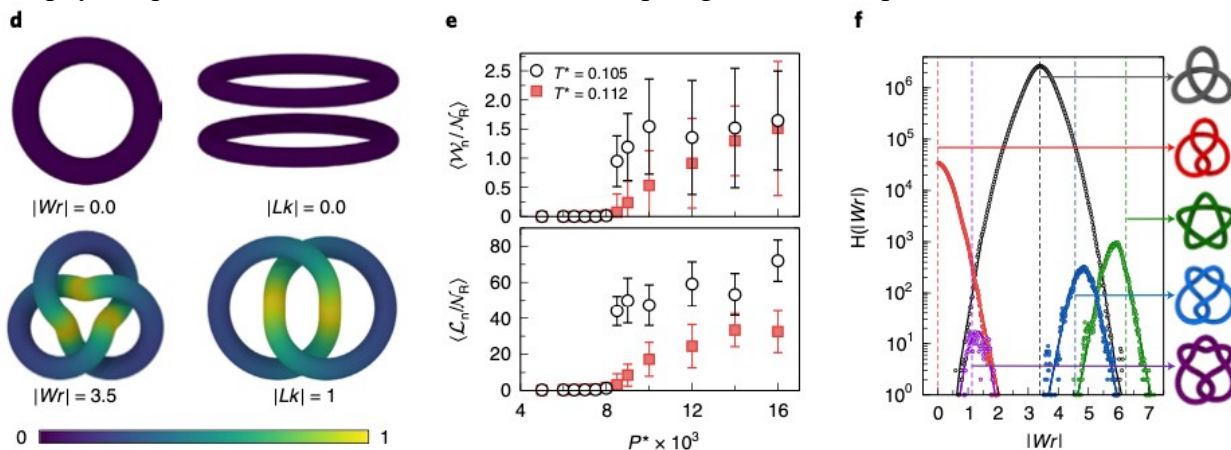 d
|Wr| = 0.0
|Lk| = 0.0
|Wr| = 3.5
|Lk| = 1
0
1
e
T* = 0.105
T* = 0.112
⟨𝒲n/𝒩R⟩
2.5
2.0
1.5
1.0
0.5
0
⟨ℒn/𝒩R⟩
80
60
40
20
0
4
8
12
16
P* × 10³
f
H(|Wr|)
10⁶
10⁵
10⁴
10³
10²
10¹
10⁰
0 1 2 3 4 5 6 7
|Wr|